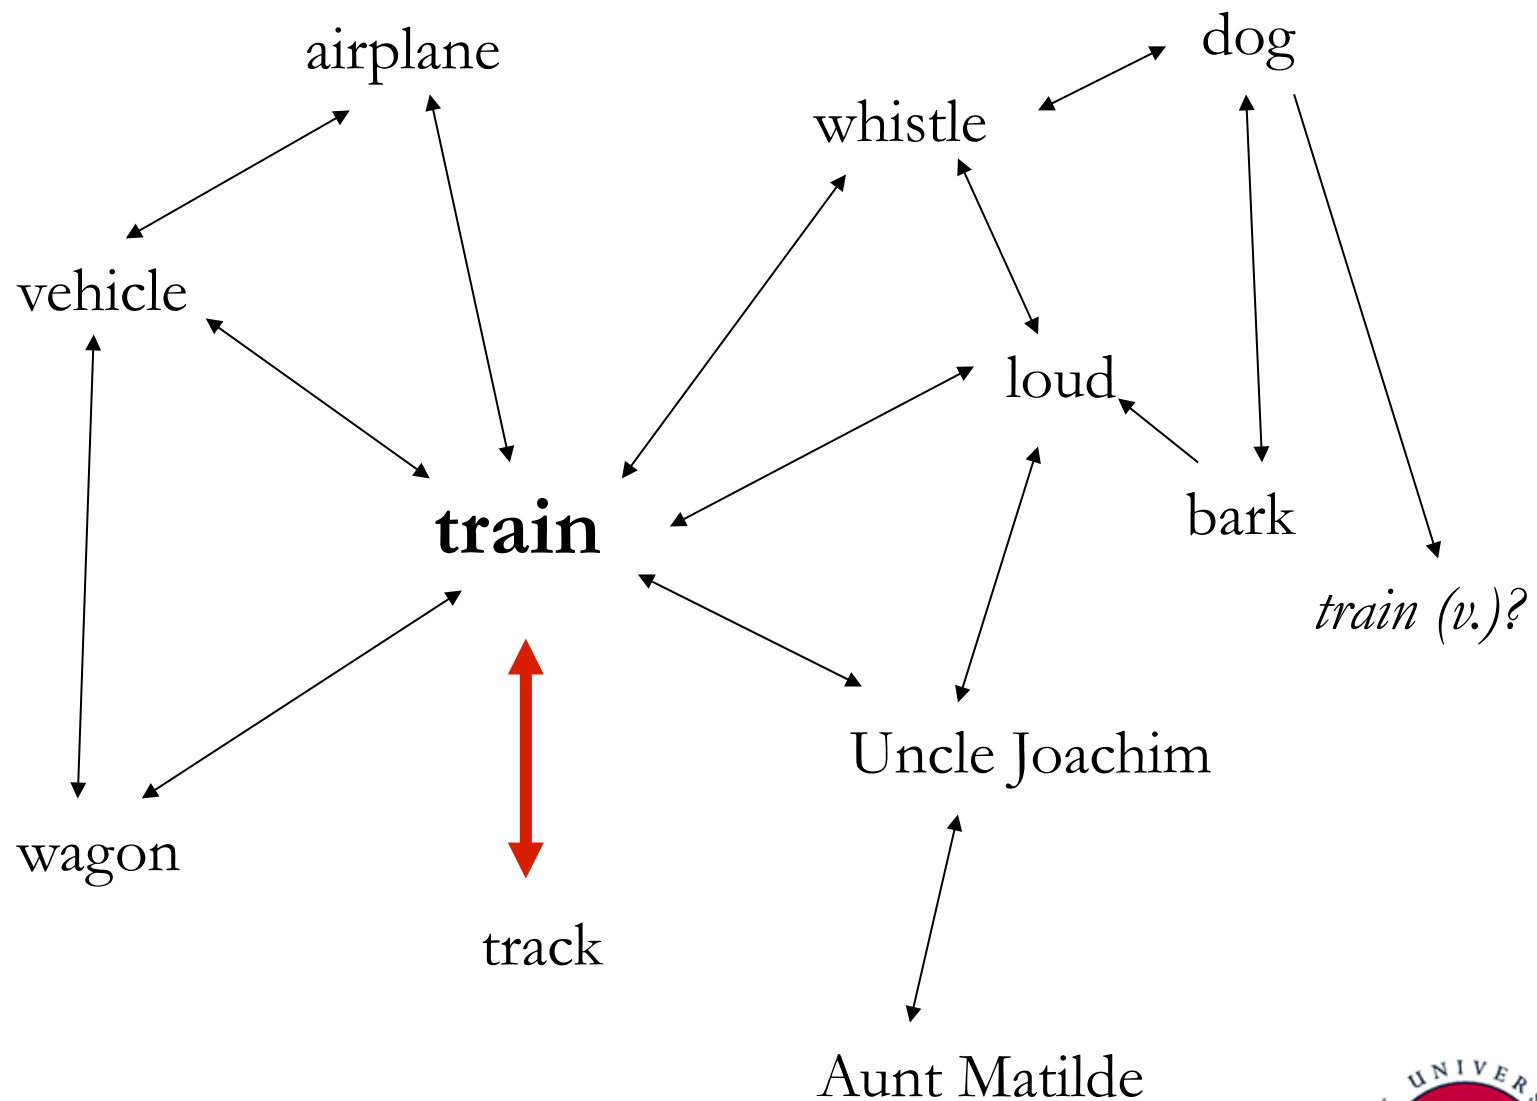 airplane
dog
whistle
vehicle
loud
train
bark
train (v.)?
Uncle Joachim
wagon
track
Aunt Matilde